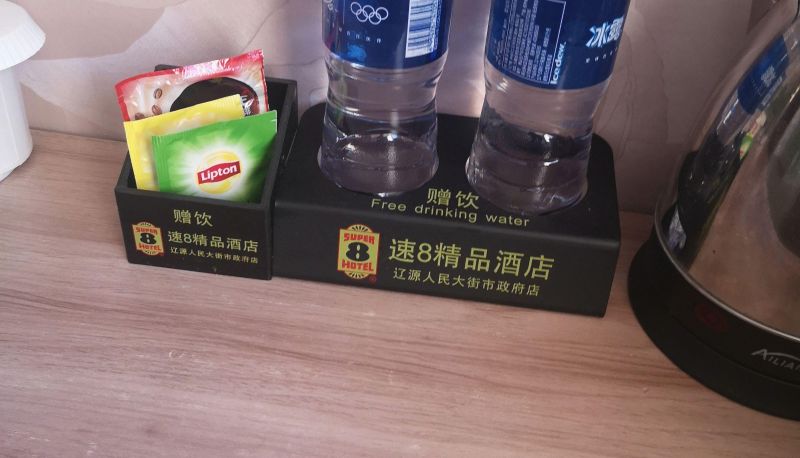 冰露
ice dew
Lipton
赠饮
SUPER
8
HOTEL
速8精品酒店
辽源人民大街市政府店
赠饮
Free drinking water
SUPER
8
HOTEL
速8精品酒店
辽源人民大街市政府店